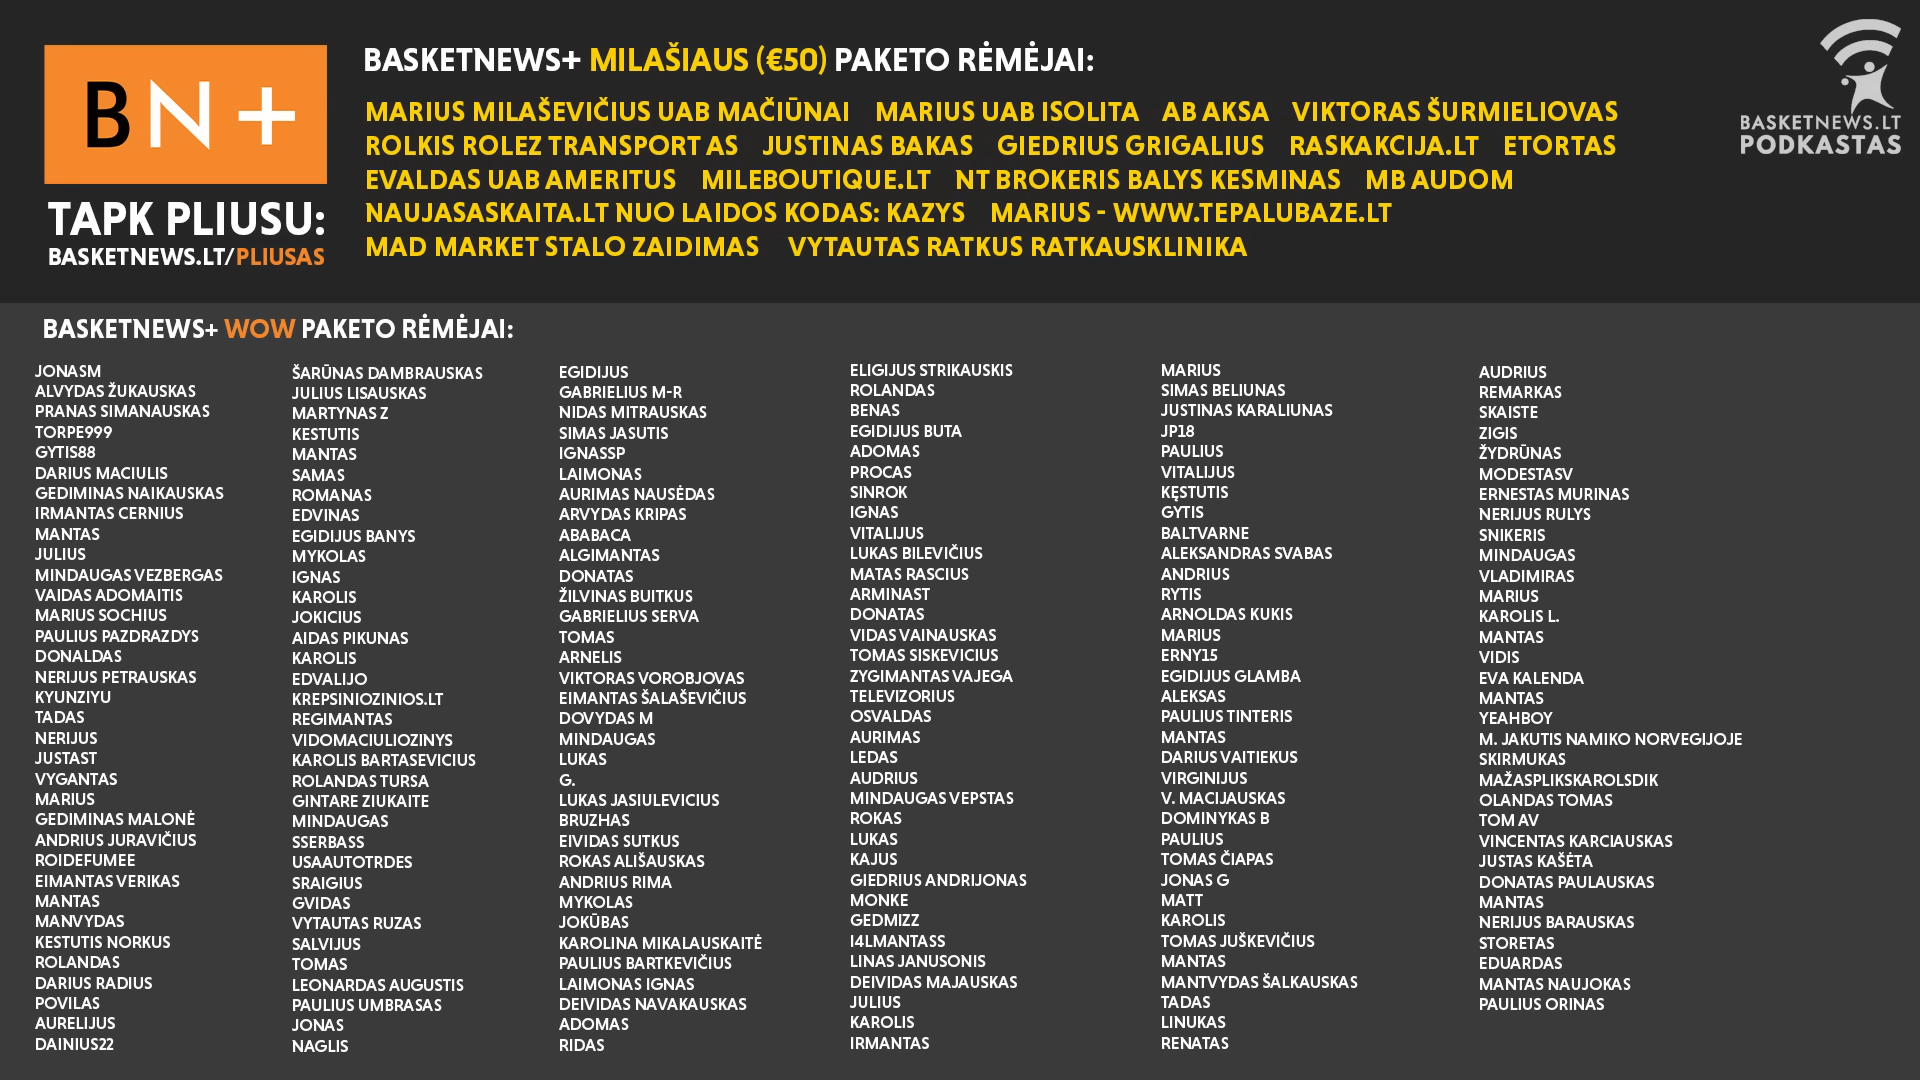 BN+
TAPK PLIUSU:
BASKETNEWS.LT/PLIUSAS
BASKETNEWS+ MILAŠIAUS (€50) PAKETO RĖMĖJAI:
MARIUS MILAŠEVIČIUS UAB MAČIŪNAI MARIUS UAB ISOLITA AB AKSA VIKTORAS ŠURMIELIOVAS
ROLKIS ROLEZ TRANSPORT AS JUSTINAS BAKAS GIEDRIUS GRIGALIUS RASKAKCIJA.LT ETORTAS
EVALDAS UAB AMERITUS MILEBOUTIQUE.LT NT BROKERIS BALYS KESMINAS MB AUDOM
NAUJASASKAITA.LT NUO LAIDOS KODAS: KAZYS MARIUS - WWW.TEPALUBAZE.LT
MAD MARKET STALO ZAIDIMAS VYTAUTAS RATKUS RATKAUSKLINIKA
BASKETNEWS.LT
PODKASTAS
BASKETNEWS+ WOW PAKETO RĖMĖJAI:
JONASM
ALVYDAS ŽUKAUSKAS
PRANAS SIMANAUSKAS
TORPE999
GYTIS88
DARIUS MACIULIS
GEDIMINAS NAIKAUSKAS
IRMANTAS CERNIUS
MANTAS
JULIUS
MINDAUGAS VEZBERGAS
VAIDAS ADOMAITIS
MARIUS SOCHIUS
PAULIUS PAZDRAZDYS
DONALDAS
NERIJUS PETRAUSKAS
KYUNZIYU
TADAS
NERIJUS
JUSTAST
VYGANTAS
MARIUS
GEDIMINAS MALONĖ
ANDRIUS JURAVIČIUS
ROIDEFUMEE
EIMANTAS VERIKAS
MANTAS
MANVYDAS
KESTUTIS NORKUS
ROLANDAS
DARIUS RADIUS
POVILAS
AURELIJUS
DAINIUS22
ŠARŪNAS DAMBRAUSKAS
JULIUS LISAUSKAS
MARTYNAS Z
KESTUTIS
MANTAS
SAMAS
ROMANAS
EDVINAS
EGIDIJUS BANYS
MYKOLAS
IGNAS
KAROLIS
JOKICIUS
AIDAS PIKUNAS
KAROLIS
EDVALIJO
KREPSINIOZINIOS.LT
REGIMANTAS
VIDOMACIULIOZINYS
KAROLIS BARTASEVICIUS
ROLANDAS TURSA
GINTARE ZIUKAITE
MINDAUGAS
SSERBASS
USAAUTOTRDES
SRAIGIUS
GVIDAS
VYTAUTAS RUZAS
SALVIJUS
TOMAS
LEONARDAS AUGUSTIS
PAULIUS UMBRASAS
JONAS
NAGLIS
EGIDIJUS
GABRIELIUS M-R
NIDAS MITRAUSKAS
SIMAS JASUTIS
IGNASSP
LAIMONAS
AURIMAS NAUSĖDAS
ARVYDAS KRIPAS
ABABACA
ALGIMANTAS
DONATAS
ŽILVINAS BUITKUS
GABRIELIUS SERVA
TOMAS
ARNELIS
VIKTORAS VOROBJOVAS
EIMANTAS ŠALAŠEVIČIUS
DOVYDAS M
MINDAUGAS
LUKAS
G.
LUKAS JASIULEVICIUS
BRUZHAS
EIVIDAS SUTKUS
ROKAS ALIŠAUSKAS
ANDRIUS RIMA
MYKOLAS
JOKŪBAS
KAROLINA MIKALAUSKAITĖ
PAULIUS BARTKEVIČIUS
LAIMONAS IGNAS
DEIVIDAS NAVAKAUSKAS
ADOMAS
RIDAS
ELIGIJUS STRIKAUSKIS
ROLANDAS
BENAS
EGIDIJUS BUTA
ADOMAS
PROCAS
SINROK
IGNAS
VITALIJUS
LUKAS BILEVIČIUS
MATAS RASCIUS
ARMINAST
DONATAS
VIDAS VAINAUSKAS
TOMAS SISKEVICIUS
ZYGIMANTAS VAJEGA
TELEVIZORIUS
OSVALDAS
AURIMAS
LEDAS
AUDRIUS
MINDAUGAS VEPSTAS
ROKAS
LUKAS
KAJUS
GIEDRIUS ANDRIJONAS
MONKE
GEDMIZZ
I4LMANTASS
LINAS JANUSONIS
DEIVIDAS MAJAUSKAS
JULIUS
KAROLIS
IRMANTAS
MARIUS
SIMAS BELIUNAS
JUSTINAS KARALIUNAS
JP18
PAULIUS
VITALIJUS
KĘSTUTIS
GYTIS
BALTVARNE
ALEKSANDRAS SVABAS
ANDRIUS
RYTIS
ARNOLDAS KUKIS
MARIUS
ERNY15
EGIDIJUS GLAMBA
ALEKSAS
PAULIUS TINTERIS
MANTAS
DARIUS VAITIEKUS
VIRGINIJUS
V. MACIJAUSKAS
DOMINYKAS B
PAULIUS
TOMAS ČIAPAS
JONAS G
MATT
KAROLIS
TOMAS JUŠKEVIČIUS
MANTAS
MANTVYDAS ŠALKAUSKAS
TADAS
LINUKAS
RENATAS
AUDRIUS
REMARKAS
SKAISTE
ZIGIS
ŽYDRŪNAS
MODESTASV
ERNESTAS MURINAS
NERIJUS RULYS
SNIKERIS
MINDAUGAS
VLADIMIRAS
MARIUS
KAROLIS L.
MANTAS
VIDIS
EVA KALENDA
MANTAS
YEAHBOY
M. JAKUTIS NAMIKO NORVEGIJOJE
SKIRMUKAS
MAŽASPLIKSKAROLSDIK
OLANDAS TOMAS
TOM AV
VINCENTAS KARCIAUSKAS
JUSTAS KAŠĖTA
DONATAS PAULAUSKAS
MANTAS
NERIJUS BARAUSKAS
STORETAS
EDUARDAS
MANTAS NAUJOKAS
PAULIUS ORINAS